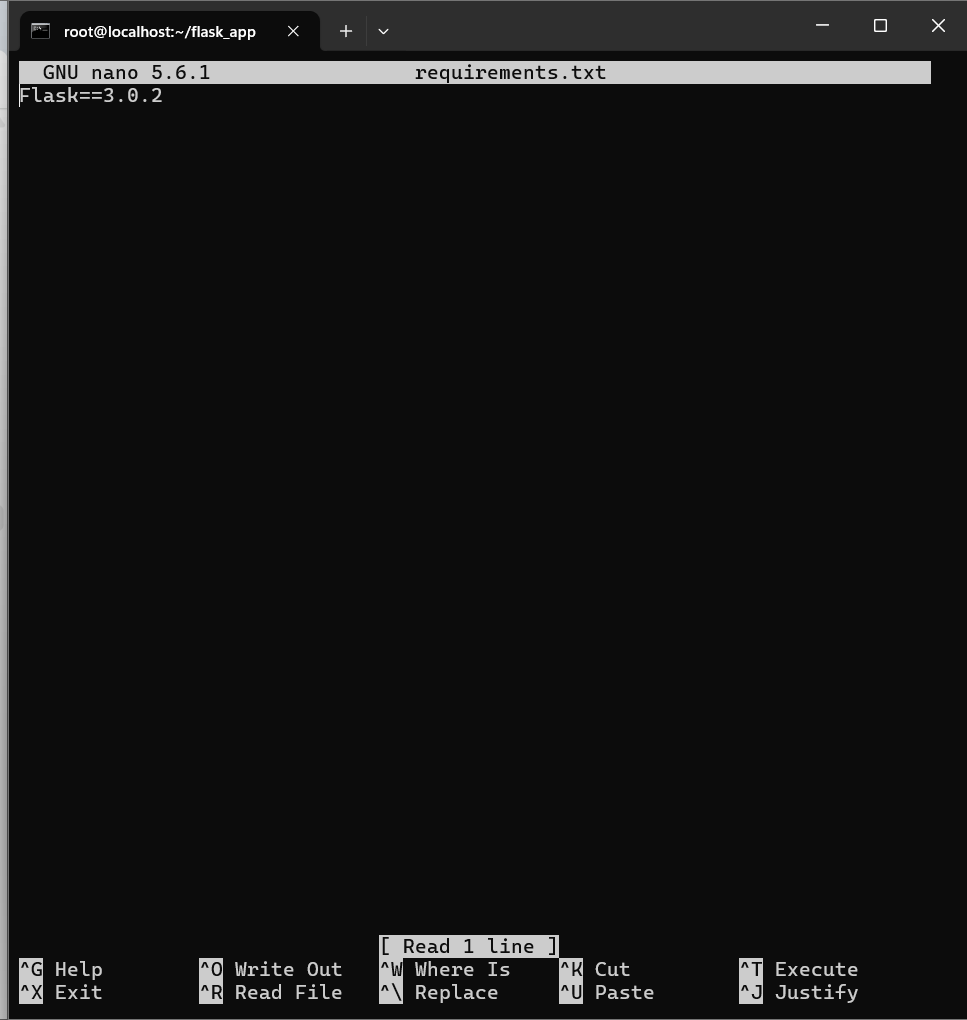 root@localhost:~/flask_app
GNU nano 5.6.1 requirements.txt
Flask==3.0.2
[ Read 1 line ]
^G Help ^O Write Out ^W Where Is ^K Cut ^T Execute
^X Exit ^R Read File ^\ Replace ^U Paste ^J Justify